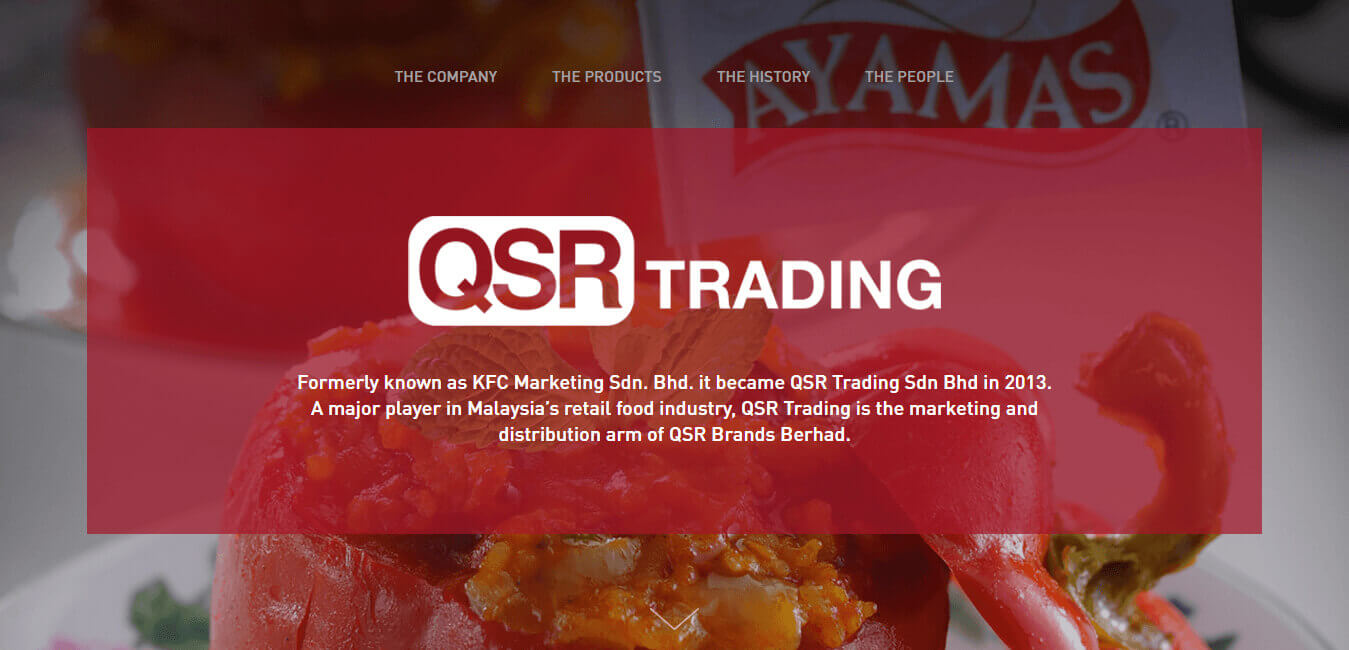 THE COMPANY THE PRODUCTS THE HISTORY THE PEOPLE
AYAMAS®
QSR TRADING
Formerly known as KFC Marketing Sdn. Bhd. it became QSR Trading Sdn Bhd in 2013.
A major player in Malaysia's retail food industry, QSR Trading is the marketing and
distribution arm of QSR Brands Berhad.